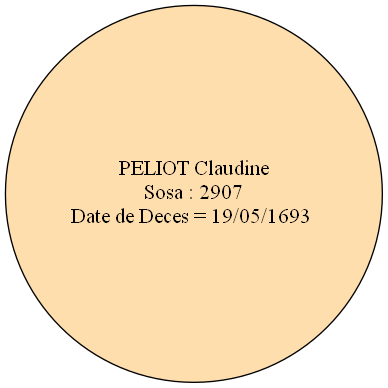 PELIOT Claudine
Sosa : 2907
Date de Deces = 19/05/1693